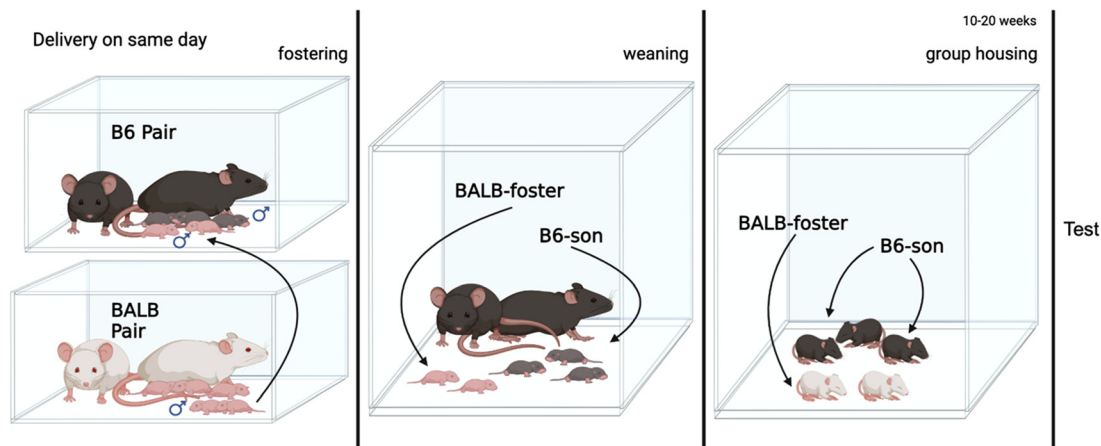 Delivery on same day
fostering
B6 Pair
♂
♂
BALB
Pair
♂
weaning
BALB-foster
B6-son
10-20 weeks
group housing
BALB-foster
B6-son
Test